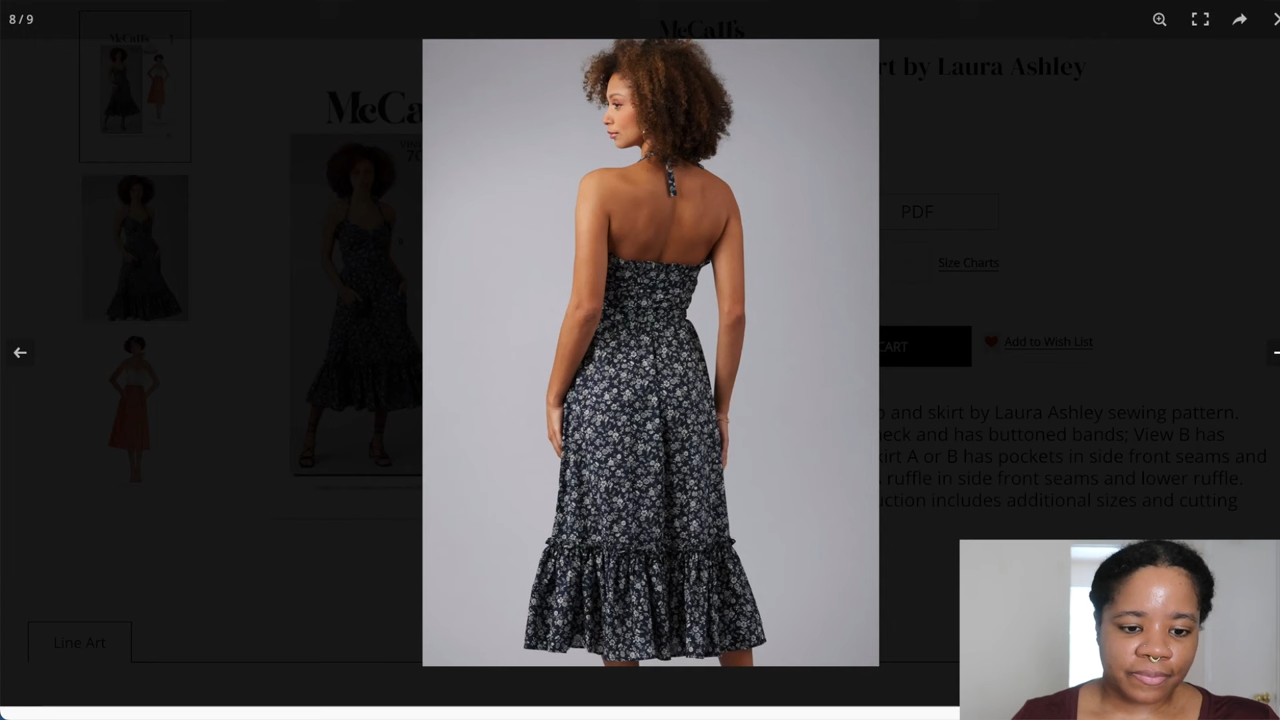 8 / 9
McCall's
McCall's
rt by Laura Ashley
McCa
PDF
Size Charts
CART
Add to Wish List
p and skirt by Laura Ashley sewing pattern.
neck and has buttoned bands; View B has
kirt A or B has pockets in side front seams and
ruffle in side front seams and lower ruffle.
uction includes additional sizes and cutting
Line Art